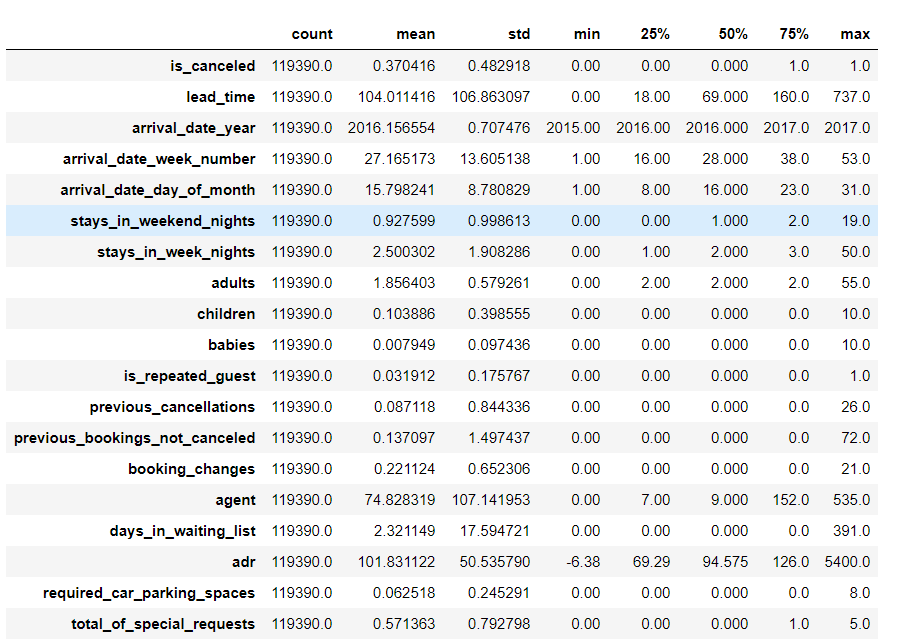 count mean std min 25% 50% 75% max
is_canceled 119390.0 0.370416 0.482918 0.00 0.00 0.000 1.0 1.0
lead_time 119390.0 104.011416 106.863097 0.00 18.00 69.000 160.0 737.0
arrival_date_year 119390.0 2016.156554 0.707476 2015.00 2016.00 2016.000 2017.0 2017.0
arrival_date_week_number 119390.0 27.165173 13.605138 1.00 16.00 28.000 38.0 53.0
arrival_date_day_of_month 119390.0 15.798241 8.780829 1.00 8.00 16.000 23.0 31.0
stays_in_weekend_nights 119390.0 0.927599 0.998613 0.00 0.00 1.000 2.0 19.0
stays_in_week_nights 119390.0 2.500302 1.908286 0.00 1.00 2.000 3.0 50.0
adults 119390.0 1.856403 0.579261 0.00 2.00 2.000 2.0 55.0
children 119390.0 0.103886 0.398555 0.00 0.00 0.000 0.0 10.0
babies 119390.0 0.007949 0.097436 0.00 0.00 0.000 0.0 10.0
is_repeated_guest 119390.0 0.031912 0.175767 0.00 0.00 0.000 0.0 1.0
previous_cancellations 119390.0 0.087118 0.844336 0.00 0.00 0.000 0.0 26.0
previous_bookings_not_canceled 119390.0 0.137097 1.497437 0.00 0.00 0.000 0.0 72.0
booking_changes 119390.0 0.221124 0.652306 0.00 0.00 0.000 0.0 21.0
agent 119390.0 74.828319 107.141953 0.00 7.00 9.000 152.0 535.0
days_in_waiting_list 119390.0 2.321149 17.594721 0.00 0.00 0.000 0.0 391.0
adr 119390.0 101.831122 50.535790 -6.38 69.29 94.575 126.0 5400.0
required_car_parking_spaces 119390.0 0.062518 0.245291 0.00 0.00 0.000 0.0 8.0
total_of_special_requests 119390.0 0.571363 0.792798 0.00 0.00 0.000 1.0 5.0